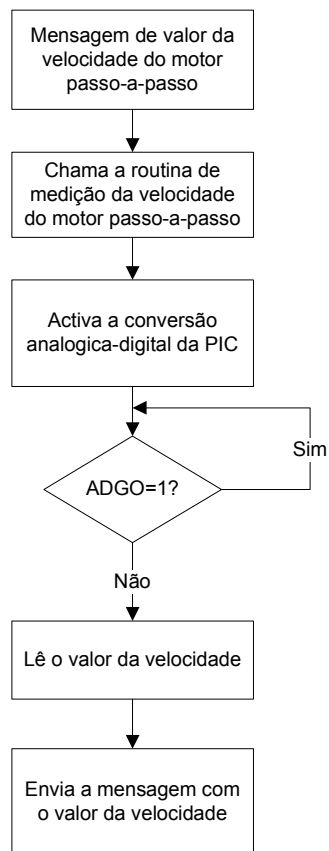 Mensagem de valor da
velocidade do motor
passo-a-passo
Chama a routina de
medição da velocidade
do motor passo-a-passo
Activa a conversão
analogica-digital da PIC
Sim
ADGO=1?
Não
Lê o valor da velocidade
Envia a mensagem com
o valor da velocidade